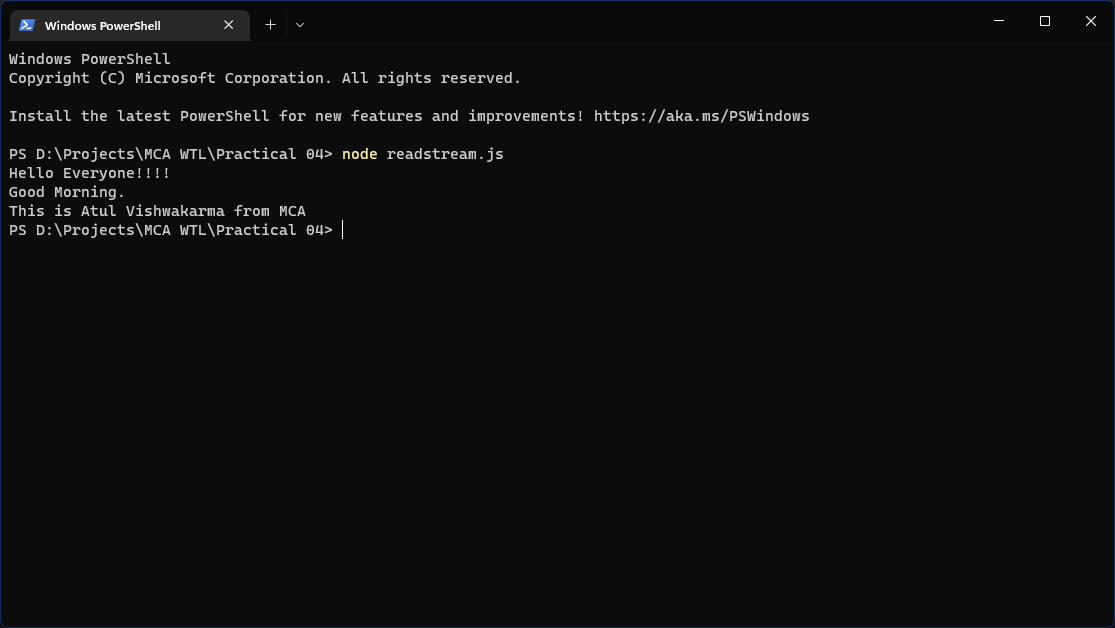 Windows PowerShell
Windows PowerShell
Copyright (C) Microsoft Corporation. All rights reserved.
Install the latest PowerShell for new features and improvements! https://aka.ms/PSWindows
PS D:\Projects\MCA WTL\Practical 04> node readstream.js
Hello Everyone!!!!
Good Morning.
This is Atul Vishwakarma from MCA
PS D:\Projects\MCA WTL\Practical 04>